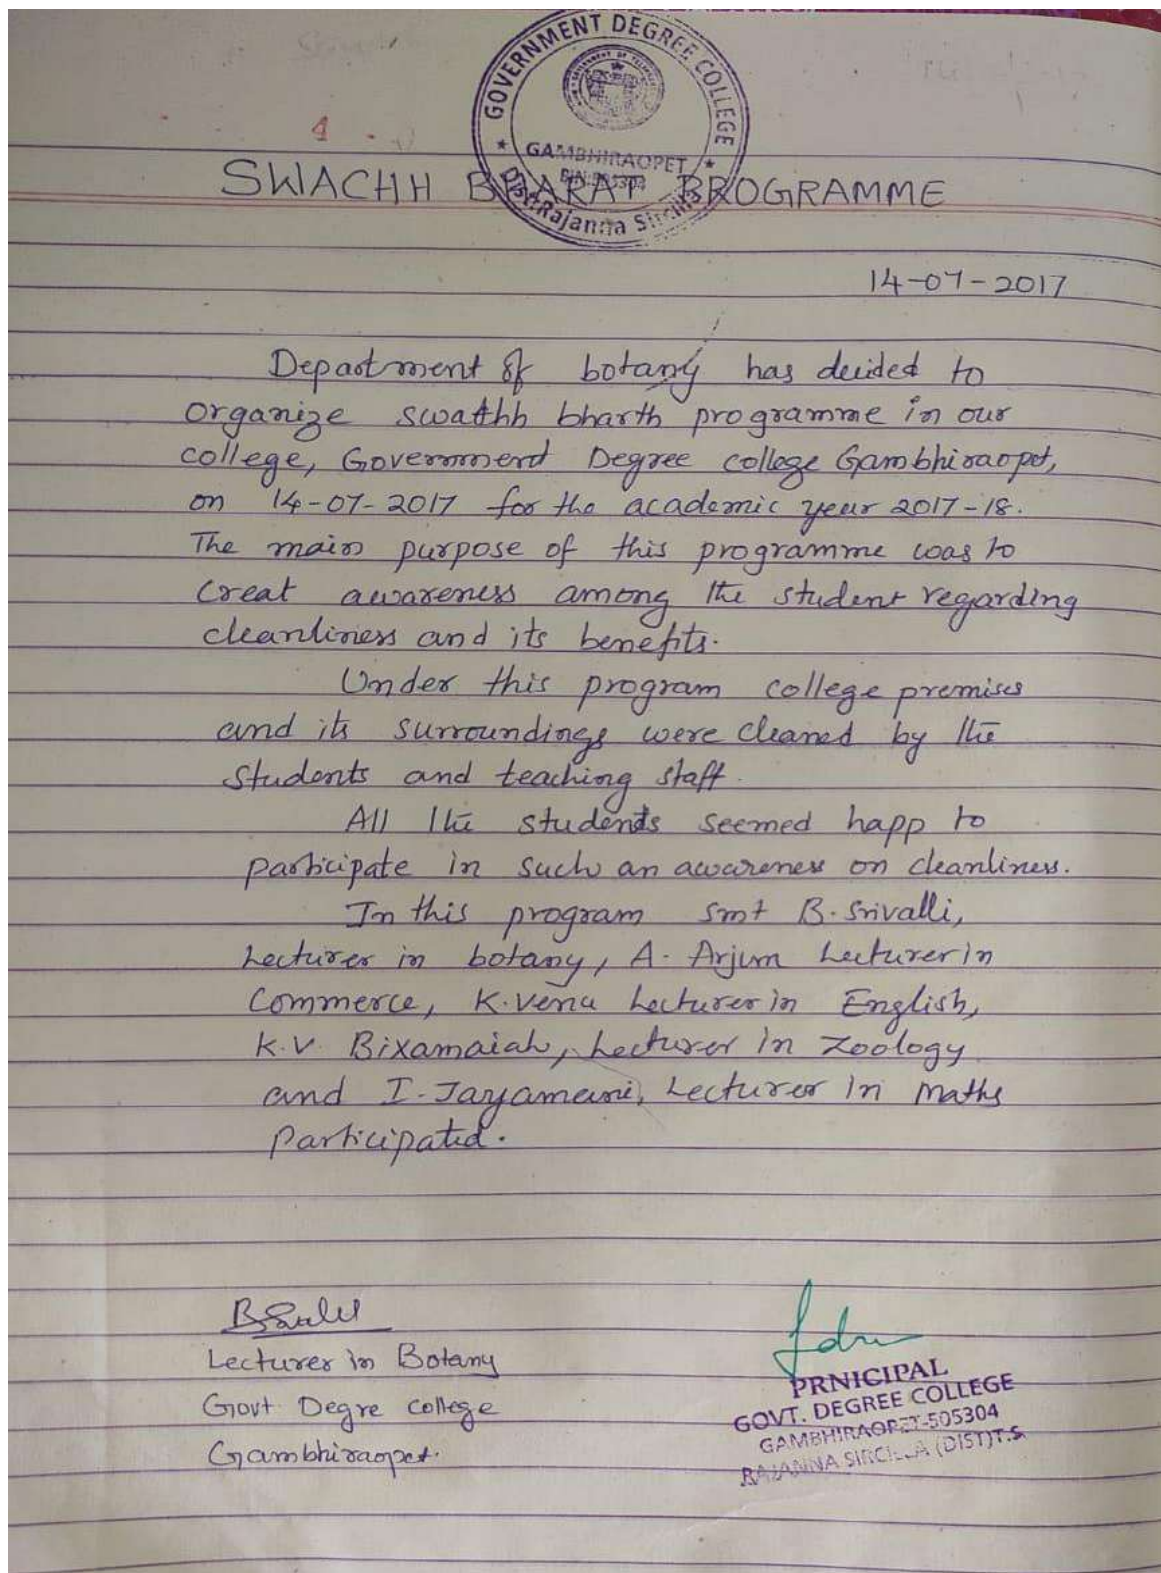 GOVERNMENT DEGREE COLLEGE
GAMBHIRAOPET
PIN:505304
Dist:Rajanna Sircilla
SWACHH BHARAT PROGRAMME
14-07-2017
Department of botany has decided to
organize swathh bharth programme in our
college, Government Degree college Gambhiraopet,
on 14-07-2017 for the academic year 2017-18.
The main purpose of this programme was to
Creat awareness among the student regarding
cleanliness and its benefits.
Under this program college premises
and its surroundings were cleaned by the
students and teaching staff.
All the students seemed happ to
participate in such an awareness on cleanliness.
In this program Smt B. Srivalli,
Lecturer in botany, A. Arjun Lecturer in
Commerce, K. Venu Lecturer in English,
K.V. Bixamaiah, Lecturer in Zoology
and I. Jayamani, Lecturer in maths
Participated.
Lecturer in Botany
Govt Degre college
Gambhiraopet.
PRNICIPAL
GOVT. DEGREE COLLEGE
GAMBHIRAOPET-505304
RAJANNA SIRCILLA (DIST)T.S.